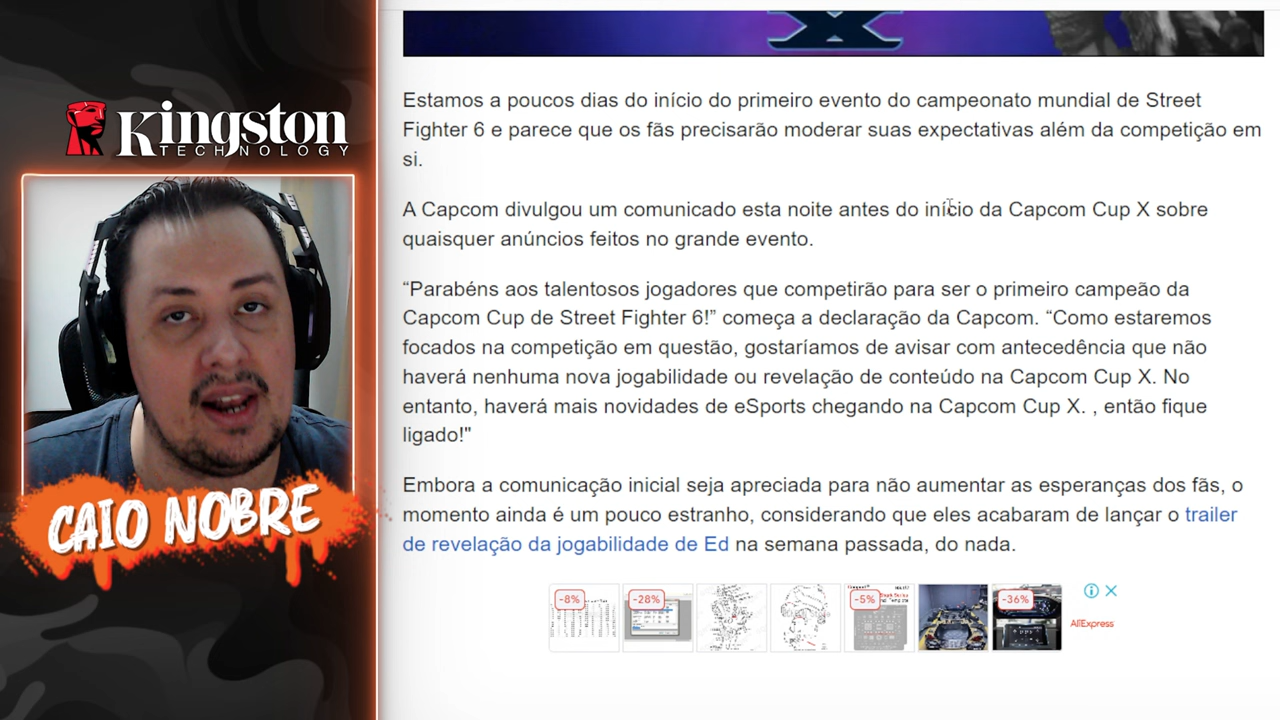 Kingston
TECHNOLOGY
CAIO NOBRE
Estamos a poucos dias do início do primeiro evento do campeonato mundial de Street
Fighter 6 e parece que os fãs precisarão moderar suas expectativas além da competição em
si.
A Capcom divulgou um comunicado esta noite antes do início da Capcom Cup X sobre
quaisquer anúncios feitos no grande evento.
“Parabéns aos talentosos jogadores que competirão para ser o primeiro campeão da
Capcom Cup de Street Fighter 6!” começa a declaração da Capcom. “Como estaremos
focados na competição em questão, gostaríamos de avisar com antecedência que não
haverá nenhuma nova jogabilidade ou revelação de conteúdo na Capcom Cup X. No
entanto, haverá mais novidades de eSports chegando na Capcom Cup X. , então fique
ligado!"
Embora a comunicação inicial seja apreciada para não aumentar as esperanças dos fãs, o
momento ainda é um pouco estranho, considerando que eles acabaram de lançar o trailer
de revelação da jogabilidade de Ed na semana passada, do nada.
-8% -28% -5% -36%
AliExpress